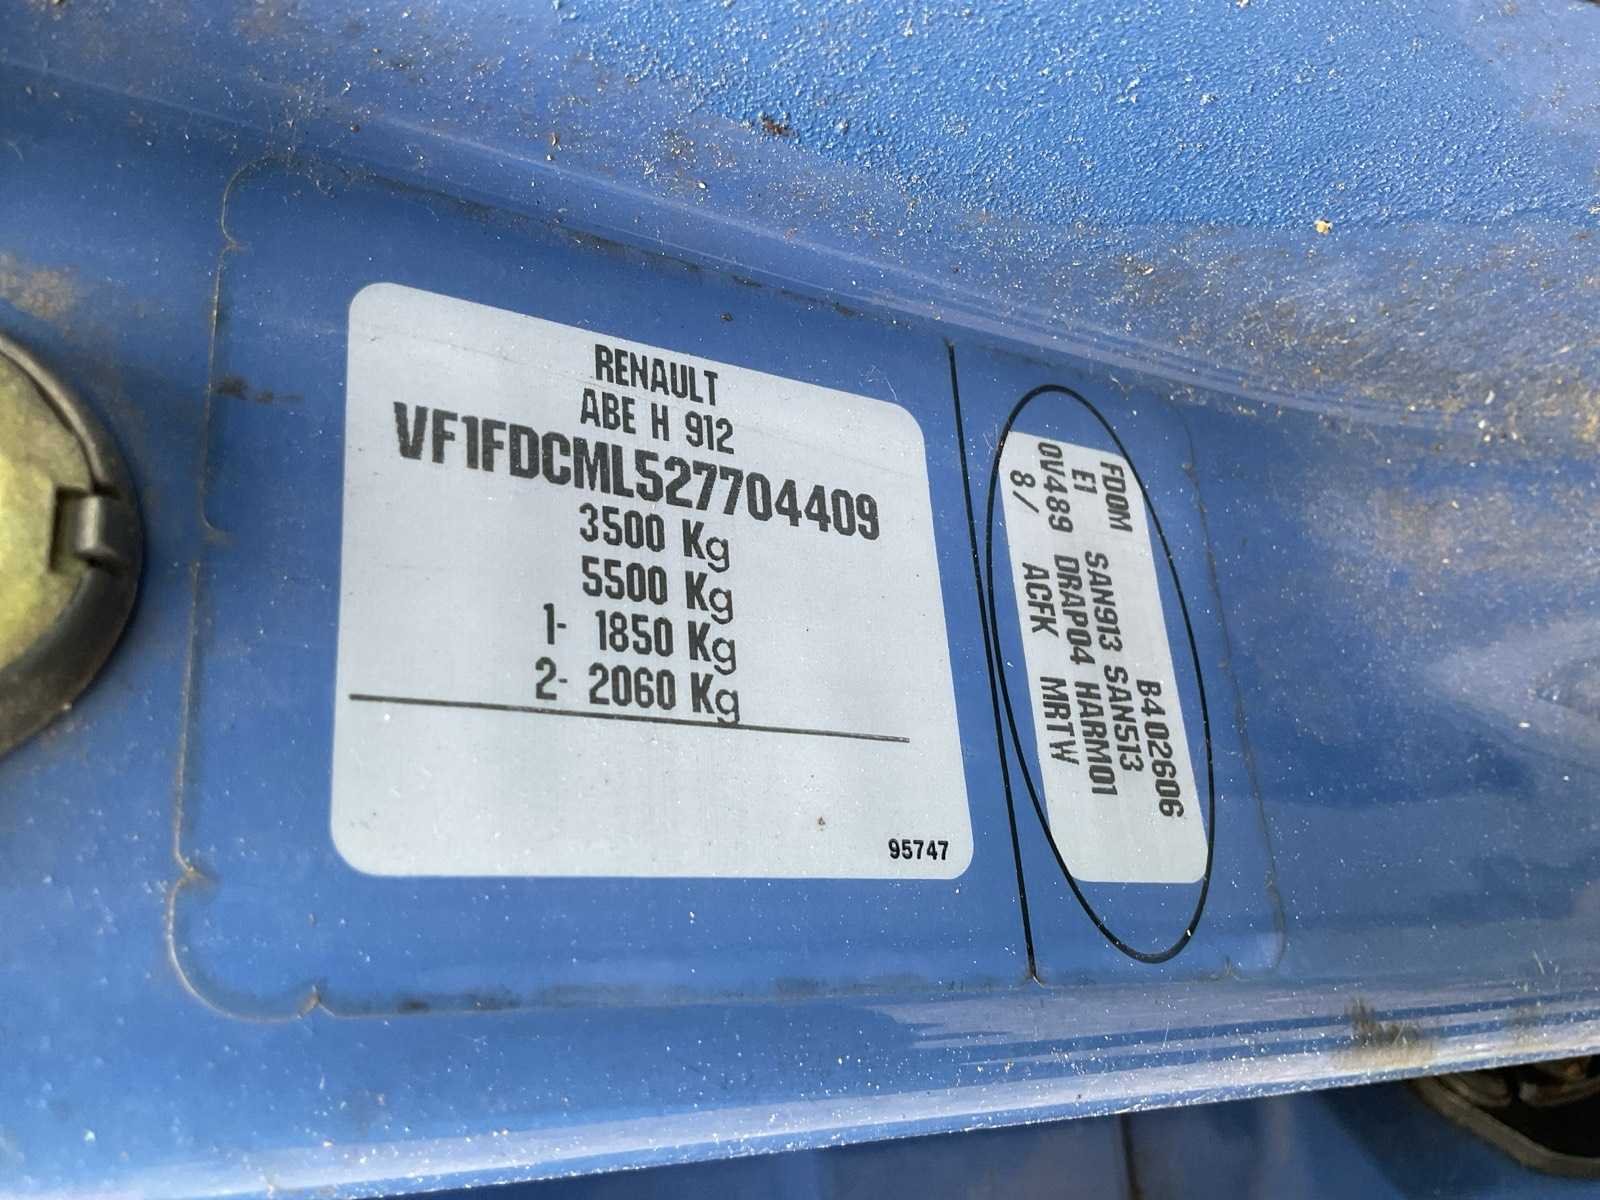 RENAULT
ABE H 912
VF1FDCML527704409
3500 Kg
5500 Kg
1- 1850 Kg
2- 2060 Kg
95747
FDOM B402606
E1 SAN913 SAN513
OV489 DRAP04 HARM01
8/ ACFK MRTW